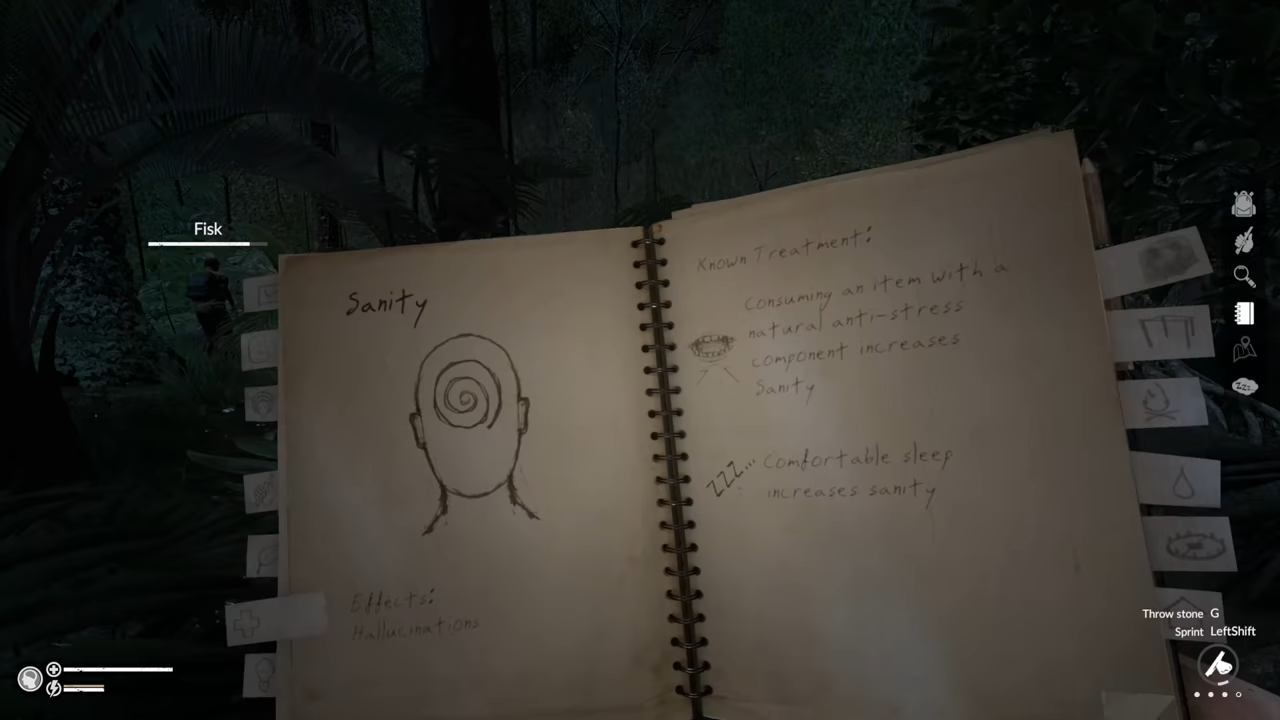 Fisk
Sanity
Effects:
Hallucinations
Known Treatment:
Consuming an item with a
natural anti-stress
component increases
Sanity
ZZZ...
Comfortable sleep
increases sanity
Zzz
Throw stone G
Sprint LeftShift